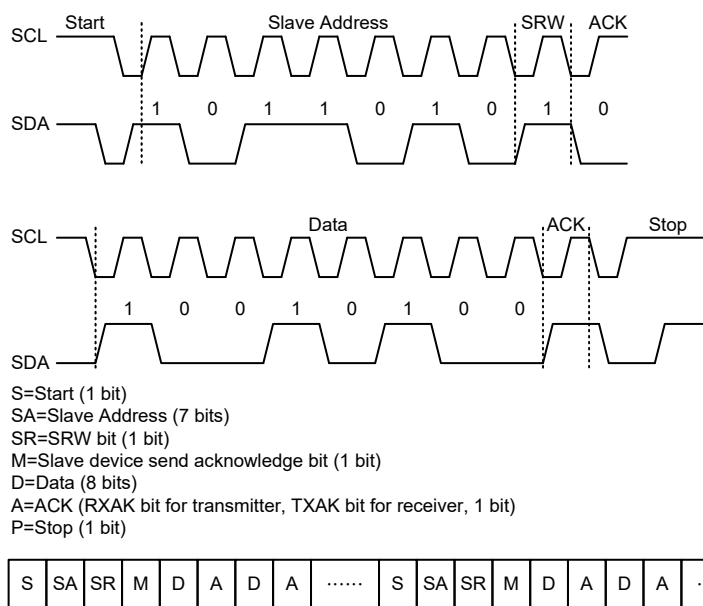 Start Slave Address SRW ACK
SCL
1 0 1 1 0 1 0 1 0
SDA
Data ACK Stop
SCL
1 0 0 1 0 1 0 0
SDA
S=Start (1 bit)
SA=Slave Address (7 bits)
SR=SRW bit (1 bit)
M=Slave device send acknowledge bit (1 bit)
D=Data (8 bits)
A=ACK (RXAK bit for transmitter, TXAK bit for receiver, 1 bit)
P=Stop (1 bit)
S SA SR M D A D A …… S SA SR M D A D A